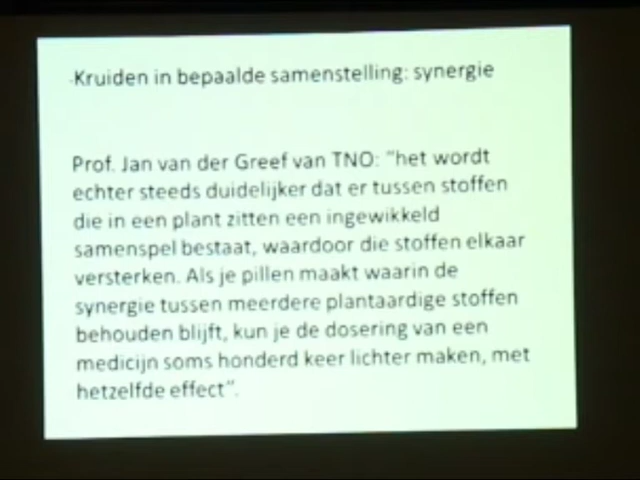 -Kruiden in bepaalde samenstelling: synergie
Prof. Jan van der Greef van TNO: "het wordt
echter steeds duidelijker dat er tussen stoffen
die in een plant zitten een ingewikkeld
samenspel bestaat, waardoor die stoffen elkaar
versterken. Als je pillen maakt waarin de
synergie tussen meerdere plantaardige stoffen
behouden blijft, kun je de dosering van een
medicijn soms honderd keer lichter maken, met
hetzelfde effect".